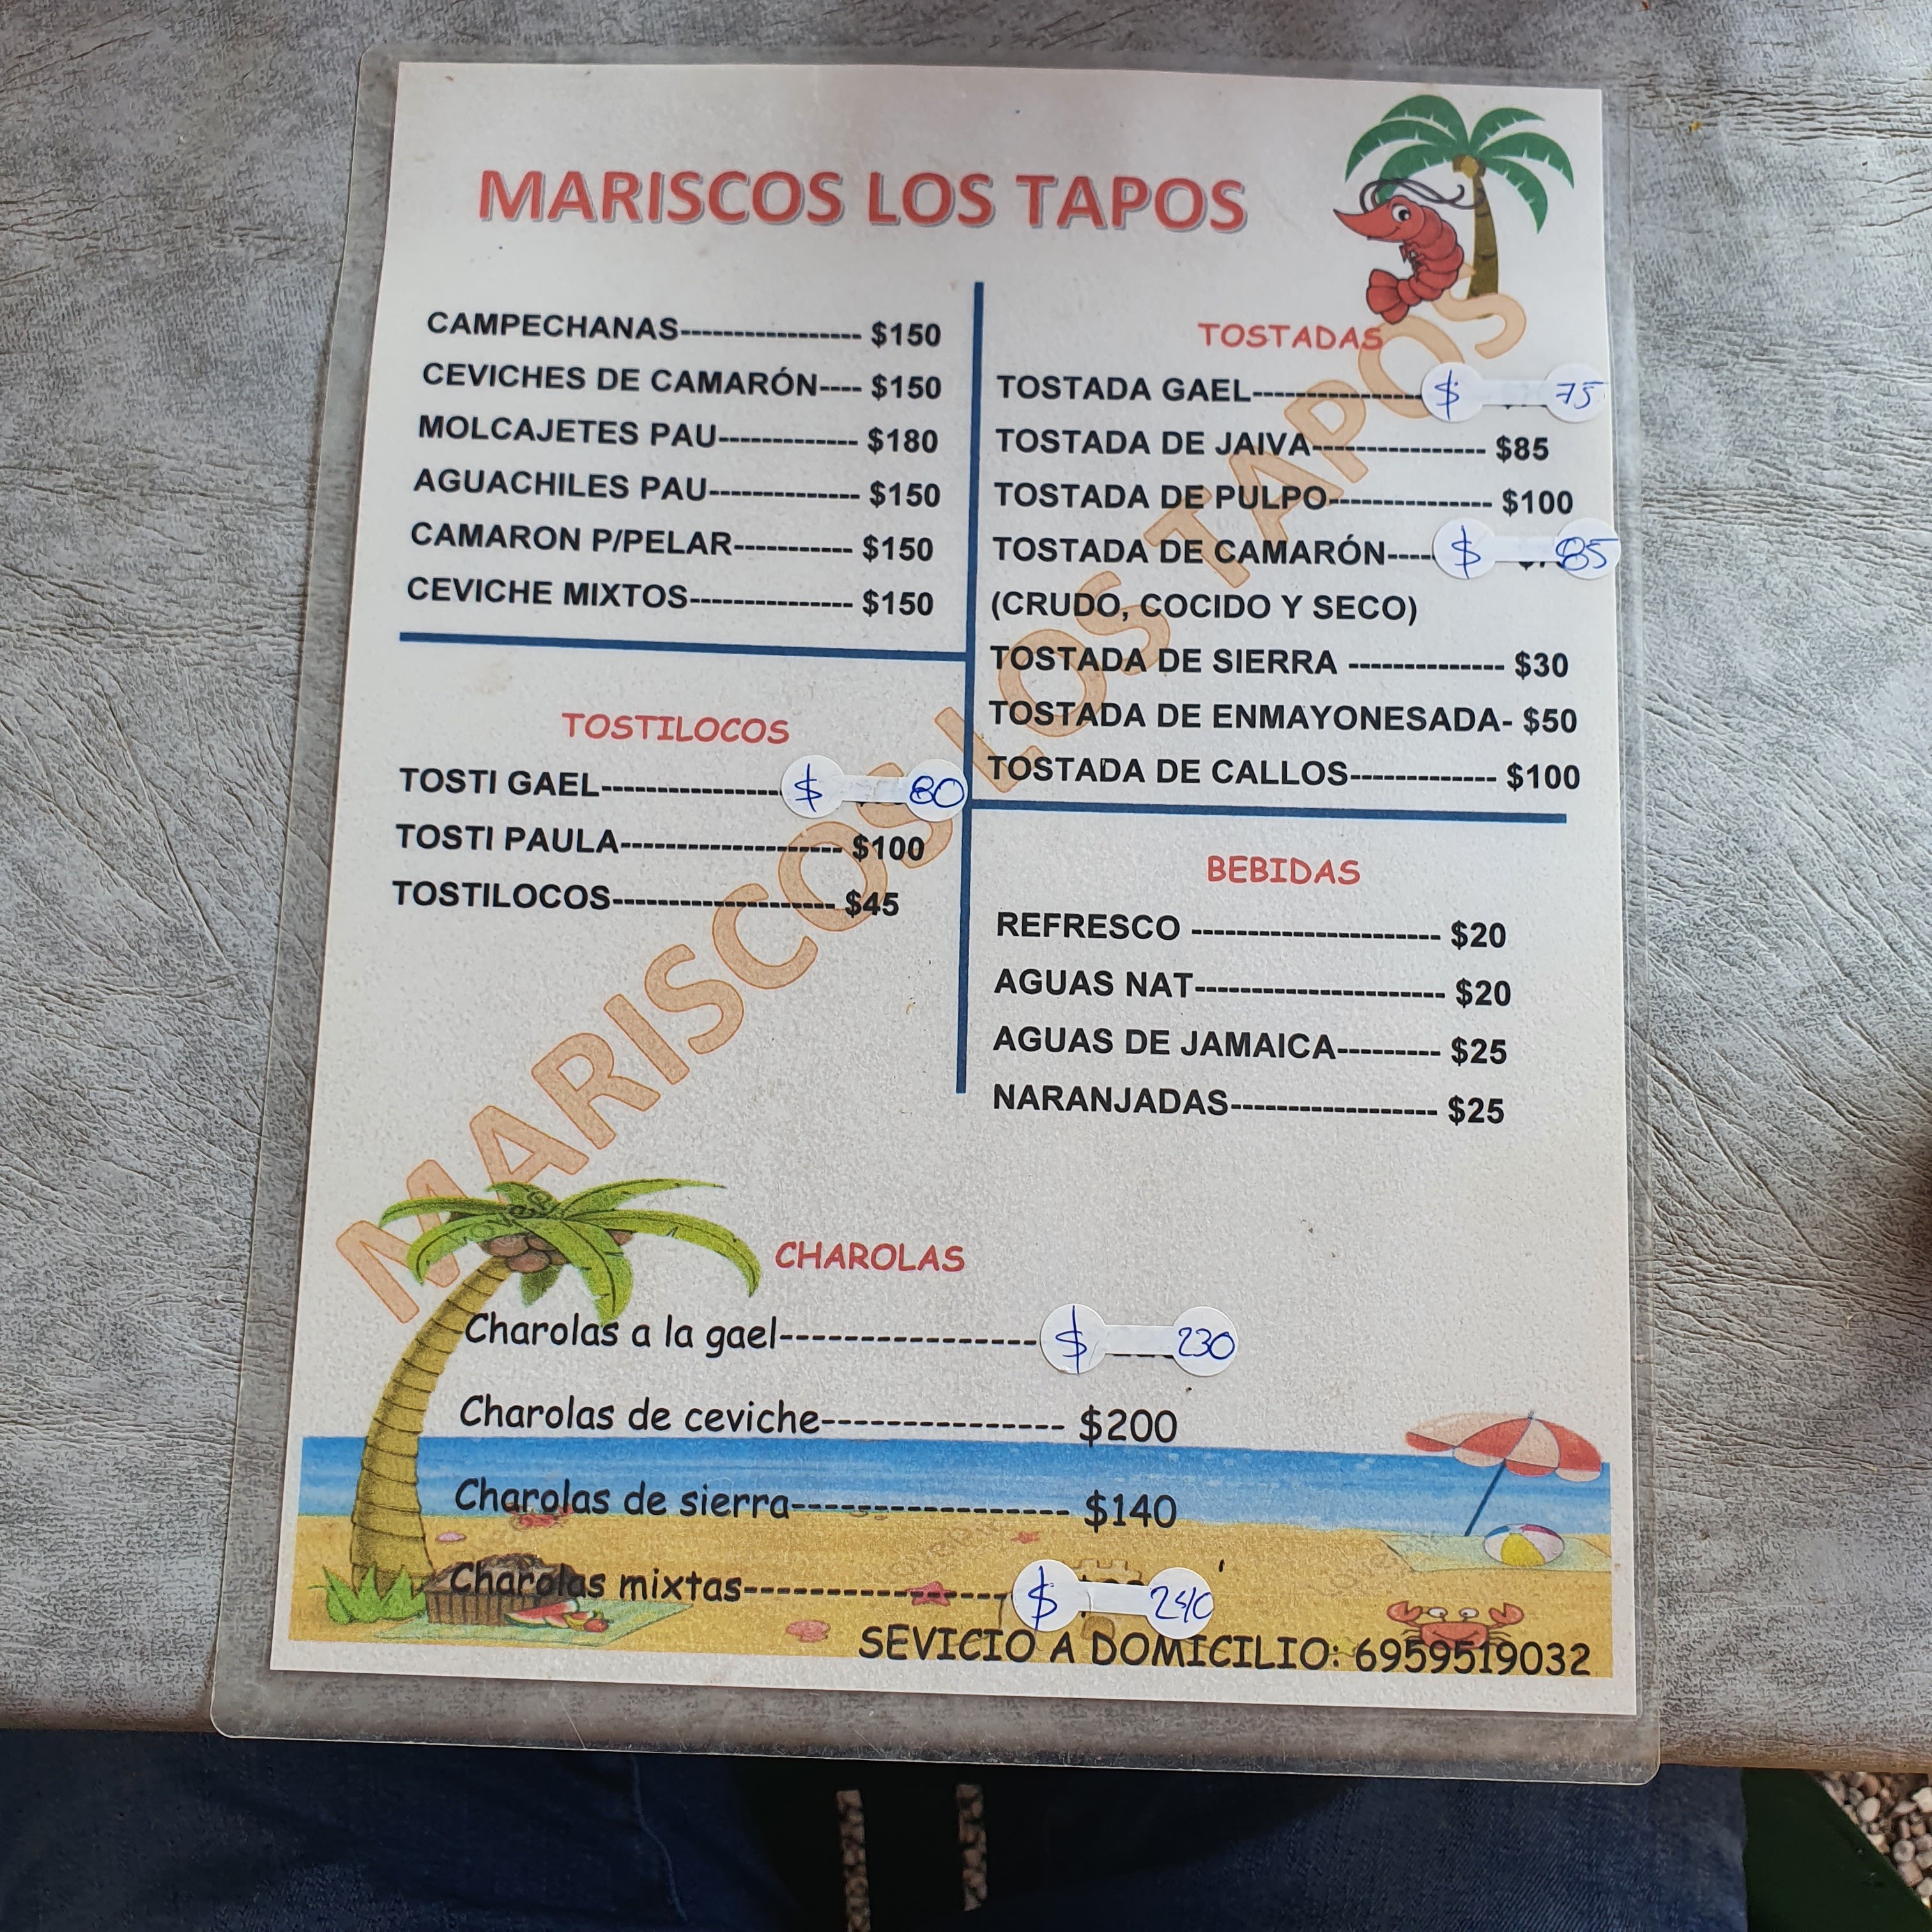 MARISCOS LOS TAPOS
CAMPECHANAS----------------- $150
CEVICHES DE CAMARÓN---- $150
MOLCAJETES PAU------------- $180
AGUACHILES PAU-------------- $150
CAMARON P/PELAR----------- $150
CEVICHE MIXTOS--------------- $150
TOSTILOCOS
TOSTI GAEL----------------- $ 80
TOSTI PAULA-------------------- $100
TOSTILOCOS-------------------- $45
TOSTADAS
TOSTADA GAEL---------------- $ 75
TOSTADA DE JAIVA---------------- $85
TOSTADA DE PULPO--------------- $100
TOSTADA DE CAMARÓN---- $ 85
(CRUDO, COCIDO Y SECO)
TOSTADA DE SIERRA -------------- $30
TOSTADA DE ENMAYONESADA- $50
TOSTADA DE CALLOS------------- $100
BEBIDAS
REFRESCO ---------------------- $20
AGUAS NAT---------------------- $20
AGUAS DE JAMAICA--------- $25
NARANJADAS------------------ $25
MARISCOS LOS TAPOS
CHAROLAS
Charolas a la gael---------------- $ 230
Charolas de ceviche--------------- $200
Charolas de sierra----------------- $140
Charolas mixtas---------------- $ 240
SEVICIO A DOMICILIO: 6959519032